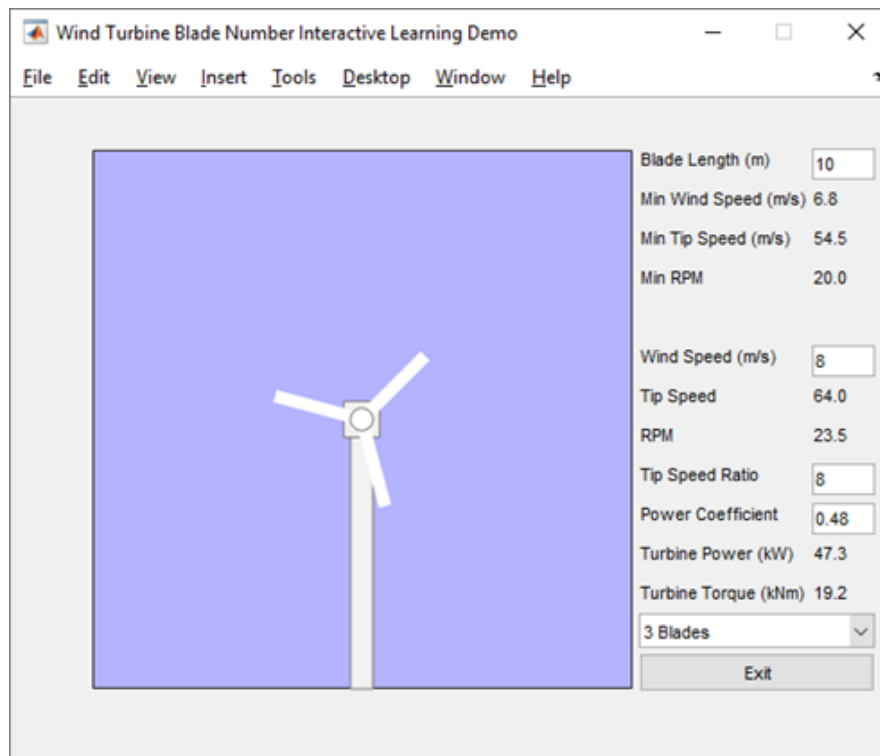 Wind Turbine Blade Number Interactive Learning Demo
File Edit View Insert Tools Desktop Window Help
Blade Length (m) 10
Min Wind Speed (m/s) 6.8
Min Tip Speed (m/s) 54.5
Min RPM 20.0
Wind Speed (m/s) 8
Tip Speed 64.0
RPM 23.5
Tip Speed Ratio 8
Power Coefficient 0.48
Turbine Power (kW) 47.3
Turbine Torque (kNm) 19.2
3 Blades
Exit